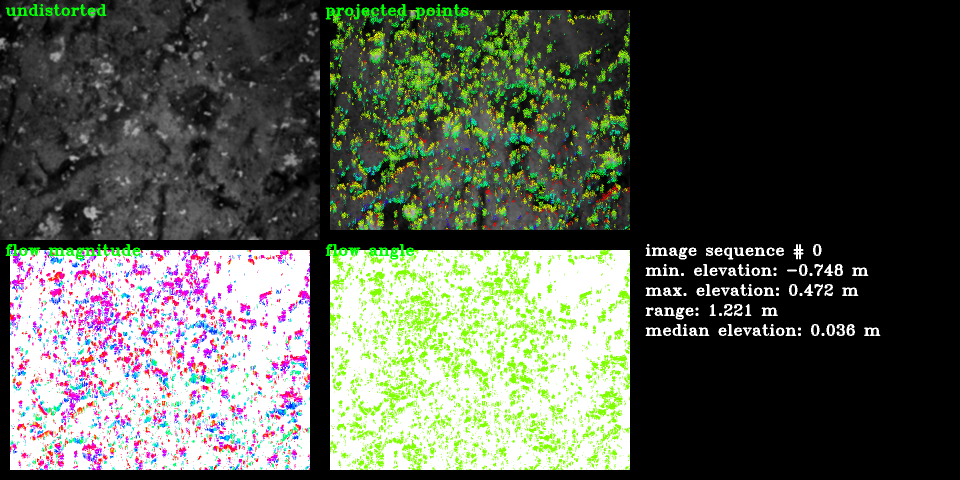 undistorted
projected points
flow magnitude
flow angle
image sequence # 0
min. elevation: -0.748 m
max. elevation: 0.472 m
range: 1.221 m
median elevation: 0.036 m